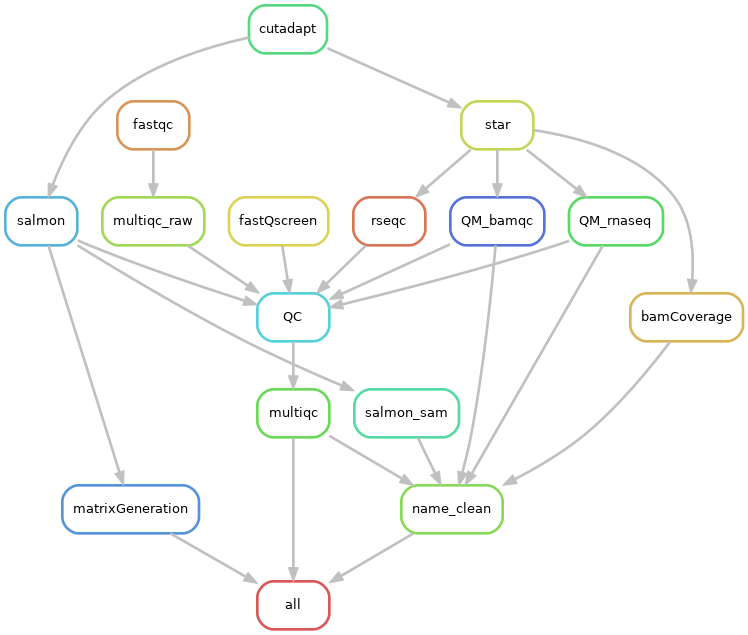 cutadapt
fastqc
star
salmon
multiqc_raw
fastQscreen
rseqc
QM_bamqc
QM_rnaseq
QC
bamCoverage
multiqc
salmon_sam
matrixGeneration
name_clean
all